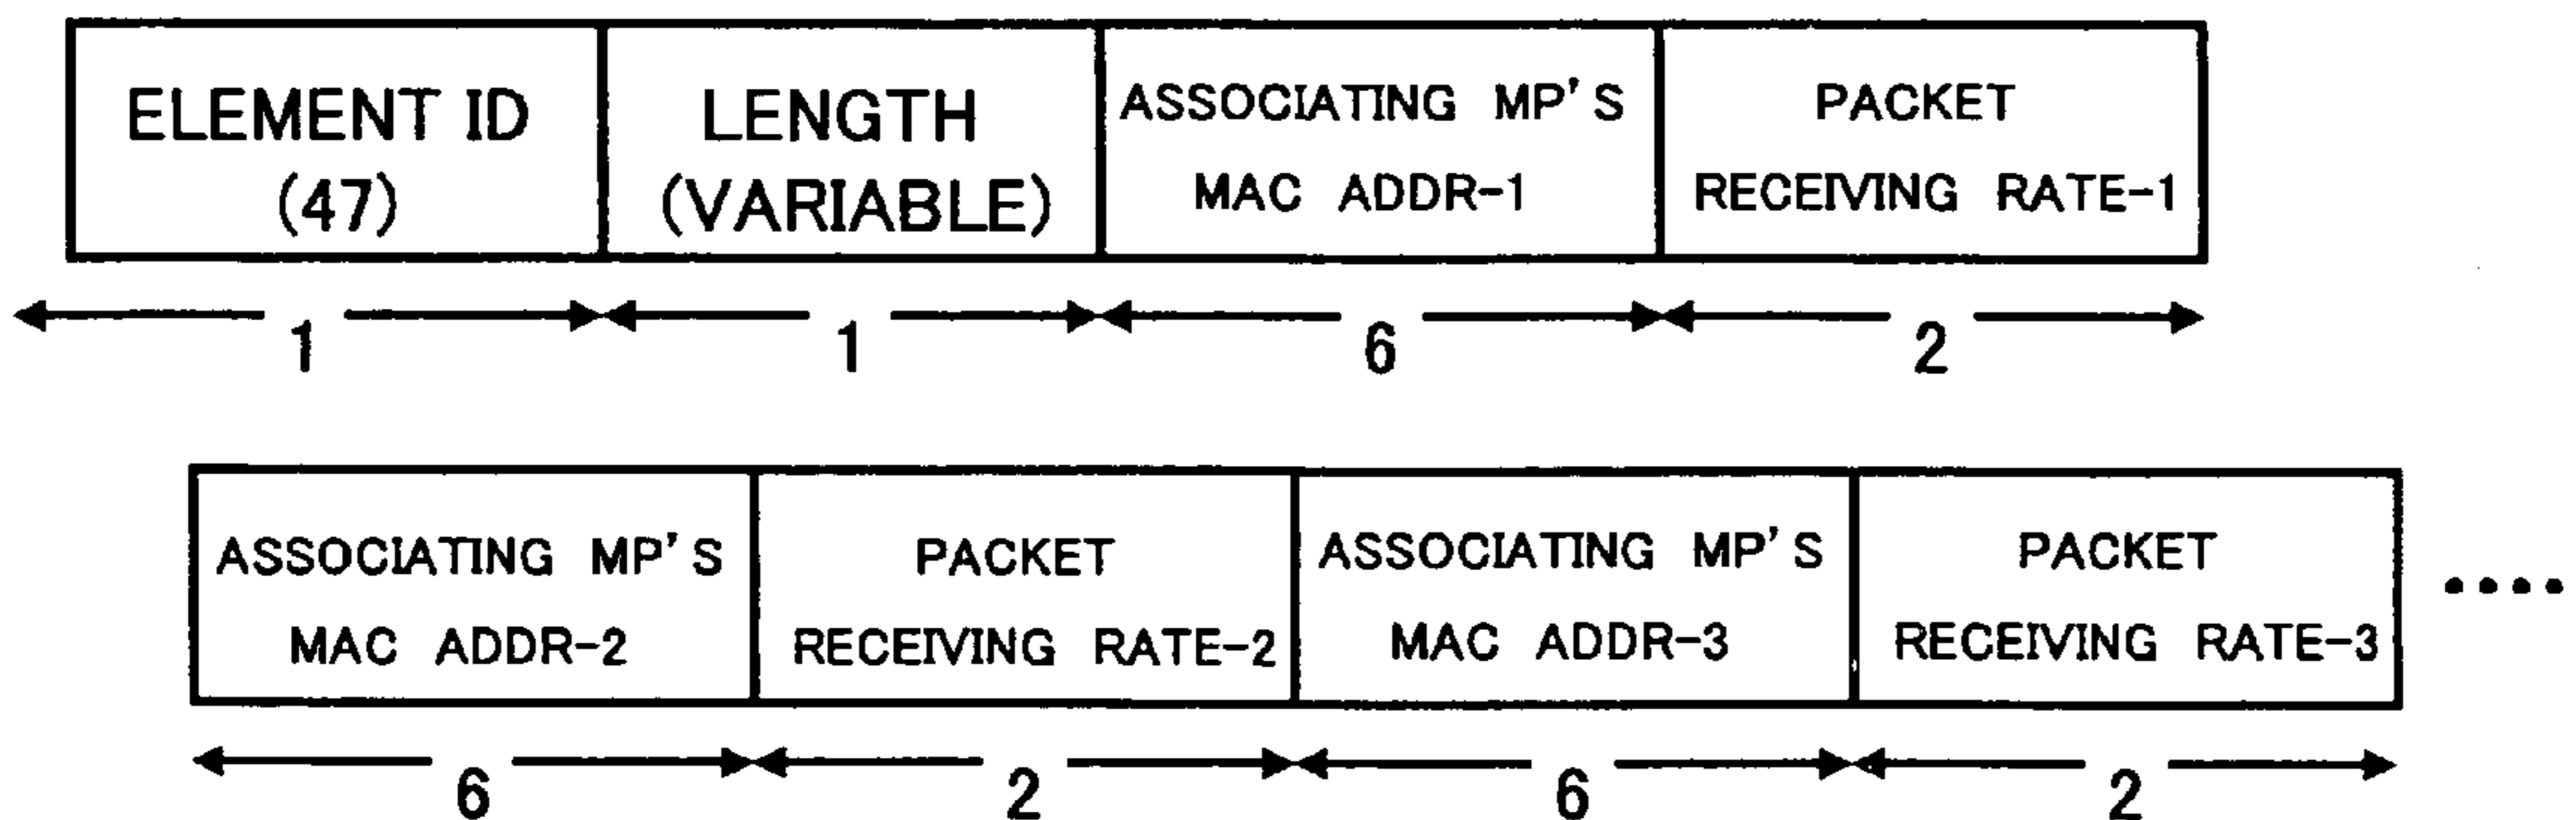 ELEMENT ID
(47)
LENGTH
(VARIABLE)
ASSOCIATING MP'S
MAC ADDR-1
PACKET
RECEIVING RATE-1
1
1
6
2
ASSOCIATING MP'S
MAC ADDR-2
PACKET
RECEIVING RATE-2
ASSOCIATING MP'S
MAC ADDR-3
PACKET
RECEIVING RATE-3
....
6
2
6
2